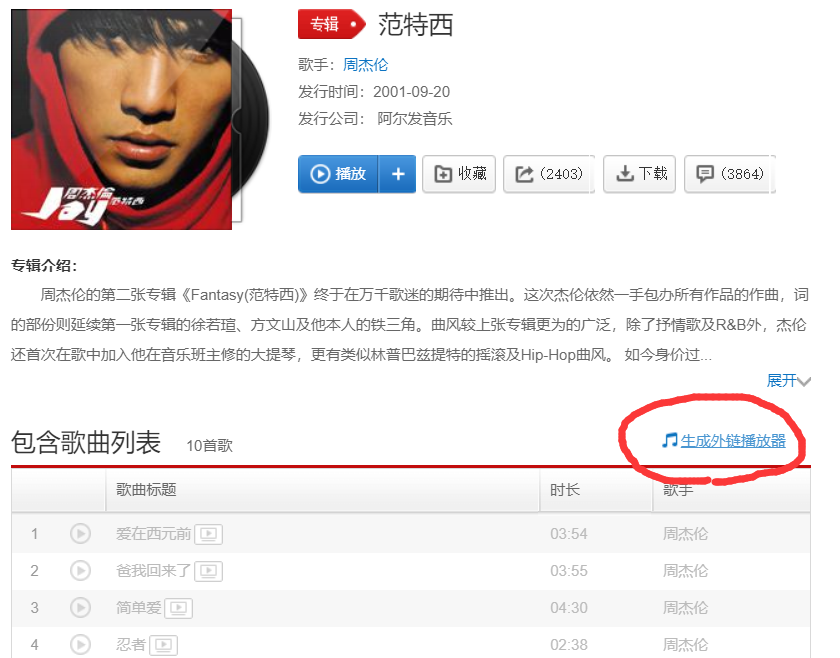 专辑
范特西
歌手：周杰伦
发行时间：2001-09-20
发行公司： 阿尔发音乐
播放
+
收藏
(2403)
下载
(3864)
周杰倫
Jay
范特西
专辑介绍：
周杰伦的第二张专辑《Fantasy(范特西)》终于在万千歌迷的期待中推出。这次杰伦依然一手包办所有作品的作曲，词
的部份则延续第一张专辑的徐若瑄、方文山及他本人的铁三角。曲风较上张专辑更为的广泛，除了抒情歌及R&B外，杰伦
还首次在歌中加入他在音乐班主修的大提琴，更有类似林普巴兹提特的摇滚及Hip-Hop曲风。 如今身价过...
展开
包含歌曲列表 10首歌
生成外链播放器
歌曲标题 时长 歌手
1 爱在西元前 03:54 周杰伦
2 爸我回来了 03:55 周杰伦
3 简单爱 04:30 周杰伦
4 忍者 02:38 周杰伦